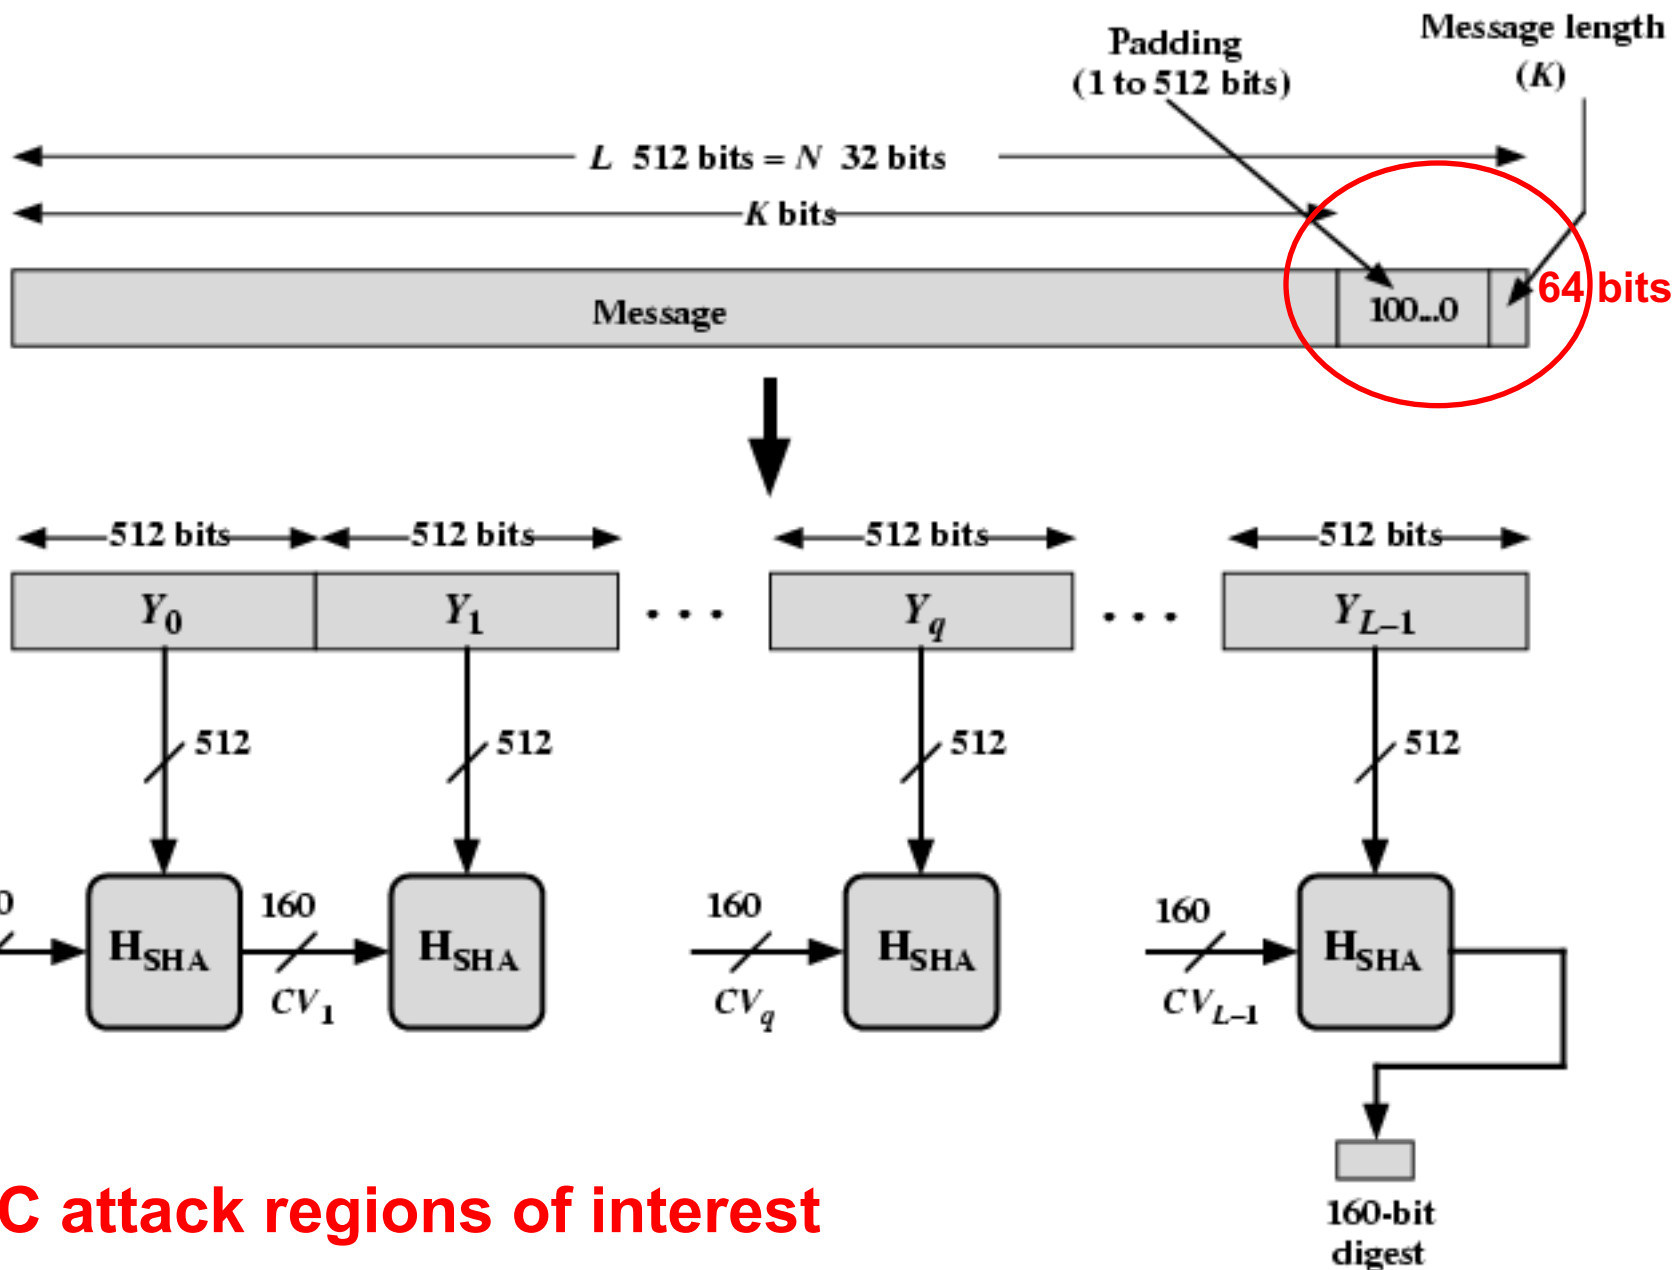 Message length
Padding
(K)
(1 to 512 bits)
L 512 bits = N 32 bits
K bits
Message
100...0
64 bits
512 bits
512 bits
512 bits
512 bits
Y0
Y1
. . .
Yq
. . .
YL–1
512
512
512
512
0
160
160
160
HSHA
HSHA
HSHA
HSHA
CV1
CVq
CVL–1
C attack regions of interest
160-bit
digest